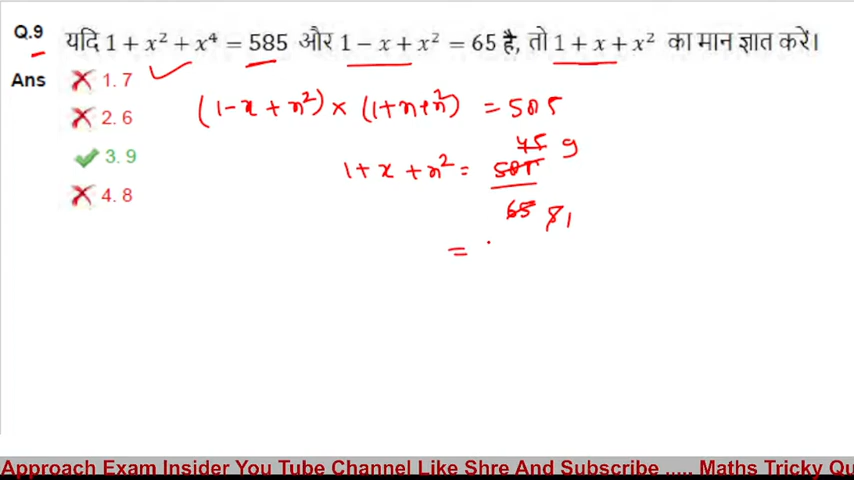 Q.9 यदि 1 + x² + x⁴ = 585 और 1 − x + x² = 65 है, तो 1 + x + x² का मान ज्ञात करें।
Ans
1. 7
2. 6
3. 9
4. 8
(1-x+x²) × (1+x+x²) = 585
45 9
1+x+x² = 585
65 81
=
Approach Exam Insider You Tube Channel Like Shre And Subscribe ..... Maths Tricky Qu